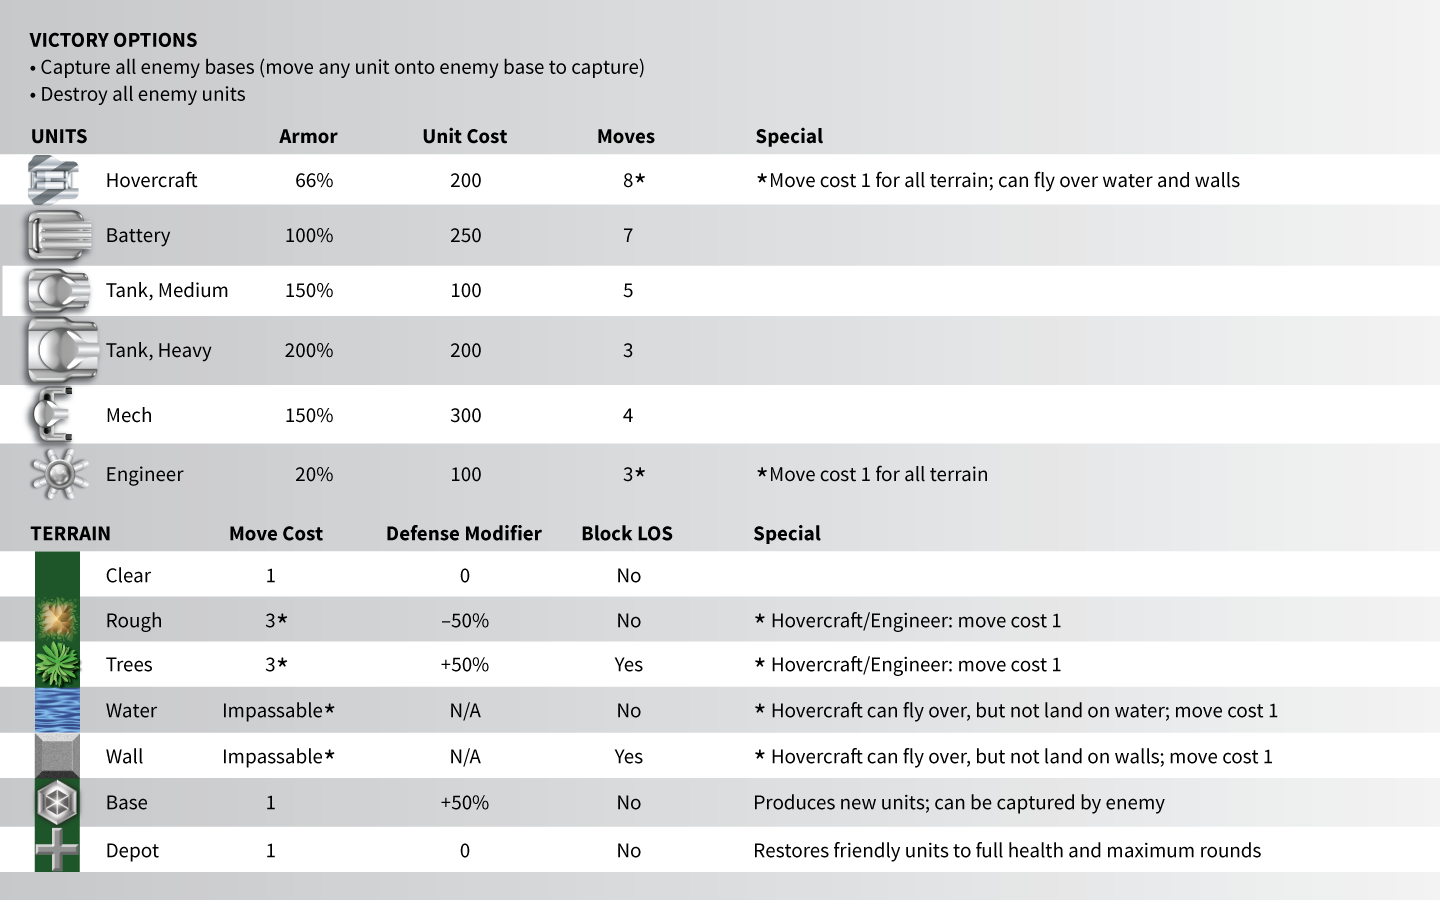 VICTORY OPTIONS
• Capture all enemy bases (move any unit onto enemy base to capture)
• Destroy all enemy units
UNITS Armor Unit Cost Moves Special
Hovercraft 66% 200 8* *Move cost 1 for all terrain; can fly over water and walls
Battery 100% 250 7
Tank, Medium 150% 100 5
Tank, Heavy 200% 200 3
Mech 150% 300 4
Engineer 20% 100 3* *Move cost 1 for all terrain
TERRAIN Move Cost Defense Modifier Block LOS Special
Clear 1 0 No
Rough 3* –50% No * Hovercraft/Engineer: move cost 1
Trees 3* +50% Yes * Hovercraft/Engineer: move cost 1
Water Impassable* N/A No * Hovercraft can fly over, but not land on water; move cost 1
Wall Impassable* N/A Yes * Hovercraft can fly over, but not land on walls; move cost 1
Base 1 +50% No Produces new units; can be captured by enemy
Depot 1 0 No Restores friendly units to full health and maximum rounds